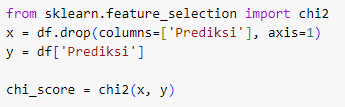 from sklearn.feature_selection import chi2
x = df.drop(columns=['Prediksi'], axis=1)
y = df['Prediksi']
chi_score = chi2(x, y)